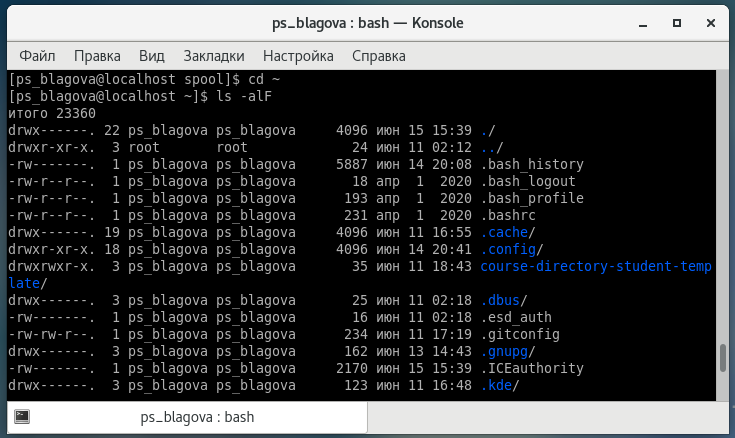 ps_blagova : bash — Konsole
Файл Правка Вид Закладки Настройка Справка
[ps_blagova@localhost spool]$ cd ~
[ps_blagova@localhost ~]$ ls -alF
итого 23360
drwx------. 22 ps_blagova ps_blagova     4096 июн 15 15:39 ./
drwxr-xr-x.  3 root       root             24 июн 11 02:12 ../
-rw-------.  1 ps_blagova ps_blagova     5887 июн 14 20:08 .bash_history
-rw-r--r--.  1 ps_blagova ps_blagova       18 апр  1  2020 .bash_logout
-rw-r--r--.  1 ps_blagova ps_blagova      193 апр  1  2020 .bash_profile
-rw-r--r--.  1 ps_blagova ps_blagova      231 апр  1  2020 .bashrc
drwx------. 19 ps_blagova ps_blagova     4096 июн 11 16:55 .cache/
drwxr-xr-x. 18 ps_blagova ps_blagova     4096 июн 14 20:41 .config/
drwxrwxr-x.  3 ps_blagova ps_blagova       35 июн 11 18:43 course-directory-student-temp
late/
drwx------.  3 ps_blagova ps_blagova       25 июн 11 02:18 .dbus/
-rw-------.  1 ps_blagova ps_blagova       16 июн 11 02:18 .esd_auth
-rw-rw-r--.  1 ps_blagova ps_blagova      234 июн 11 17:19 .gitconfig
drwx------.  3 ps_blagova ps_blagova      162 июн 13 14:43 .gnupg/
-rw-------.  1 ps_blagova ps_blagova     2170 июн 15 15:39 .ICEauthority
drwx------.  3 ps_blagova ps_blagova      123 июн 11 16:48 .kde/
ps_blagova : bash